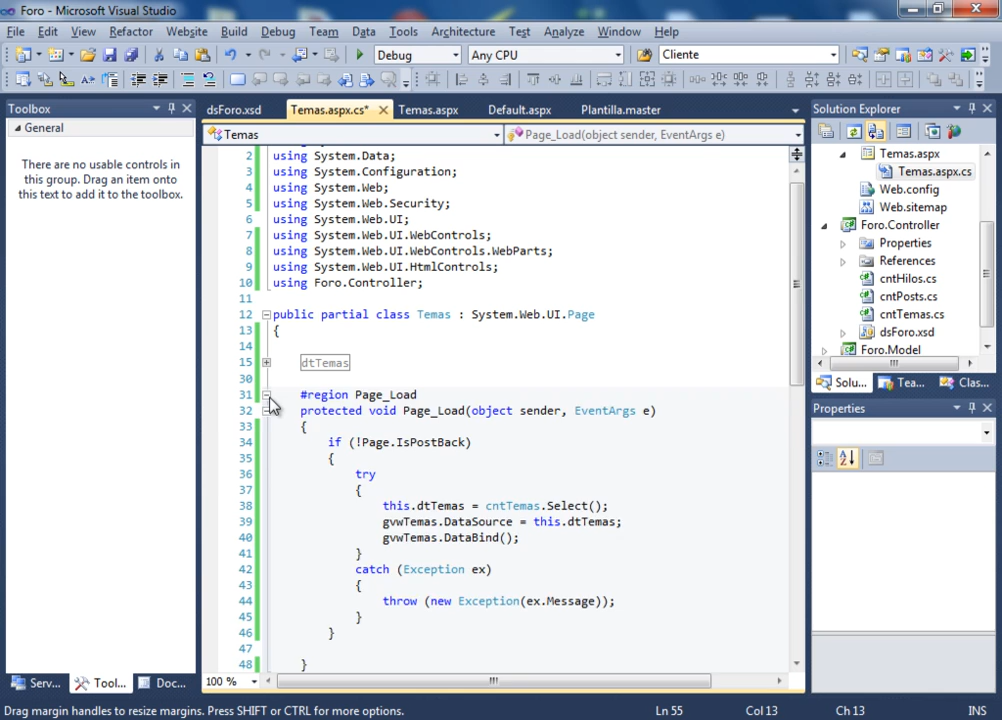 Foro - Microsoft Visual Studio
File Edit View Refactor Website Build Debug Team Data Tools Architecture Test Analyze Window Help
Debug Any CPU Cliente
Toolbox
General
There are no usable controls in
this group. Drag an item onto
this text to add it to the toolbox.
Serv... Tool... Doc...
dsForo.xsd Temas.aspx.cs* Temas.aspx Default.aspx Plantilla.master
Temas Page_Load(object sender, EventArgs e)
2 using System.Data;
3 using System.Configuration;
4 using System.Web;
5 using System.Web.Security;
6 using System.Web.UI;
7 using System.Web.UI.WebControls;
8 using System.Web.UI.WebControls.WebParts;
9 using System.Web.UI.HtmlControls;
10 using Foro.Controller;
11
12 public partial class Temas : System.Web.UI.Page
13 {
14
15 dtTemas
30
31 #region Page_Load
32 protected void Page_Load(object sender, EventArgs e)
33 {
34 if (!Page.IsPostBack)
35 {
36 try
37 {
38 this.dtTemas = cntTemas.Select();
39 gvwTemas.DataSource = this.dtTemas;
40 gvwTemas.DataBind();
41 }
42 catch (Exception ex)
43 {
44 throw (new Exception(ex.Message));
45 }
46 }
47
48 }
100 %
Solution Explorer
Temas.aspx
Temas.aspx.cs
Web.config
Web.sitemap
Foro.Controller
Properties
References
cntHilos.cs
cntPosts.cs
cntTemas.cs
dsForo.xsd
Foro.Model
Solu... Tea... Clas...
Properties
Drag margin handles to resize margins. Press SHIFT or CTRL for more options. Ln 55 Col 13 Ch 13 INS